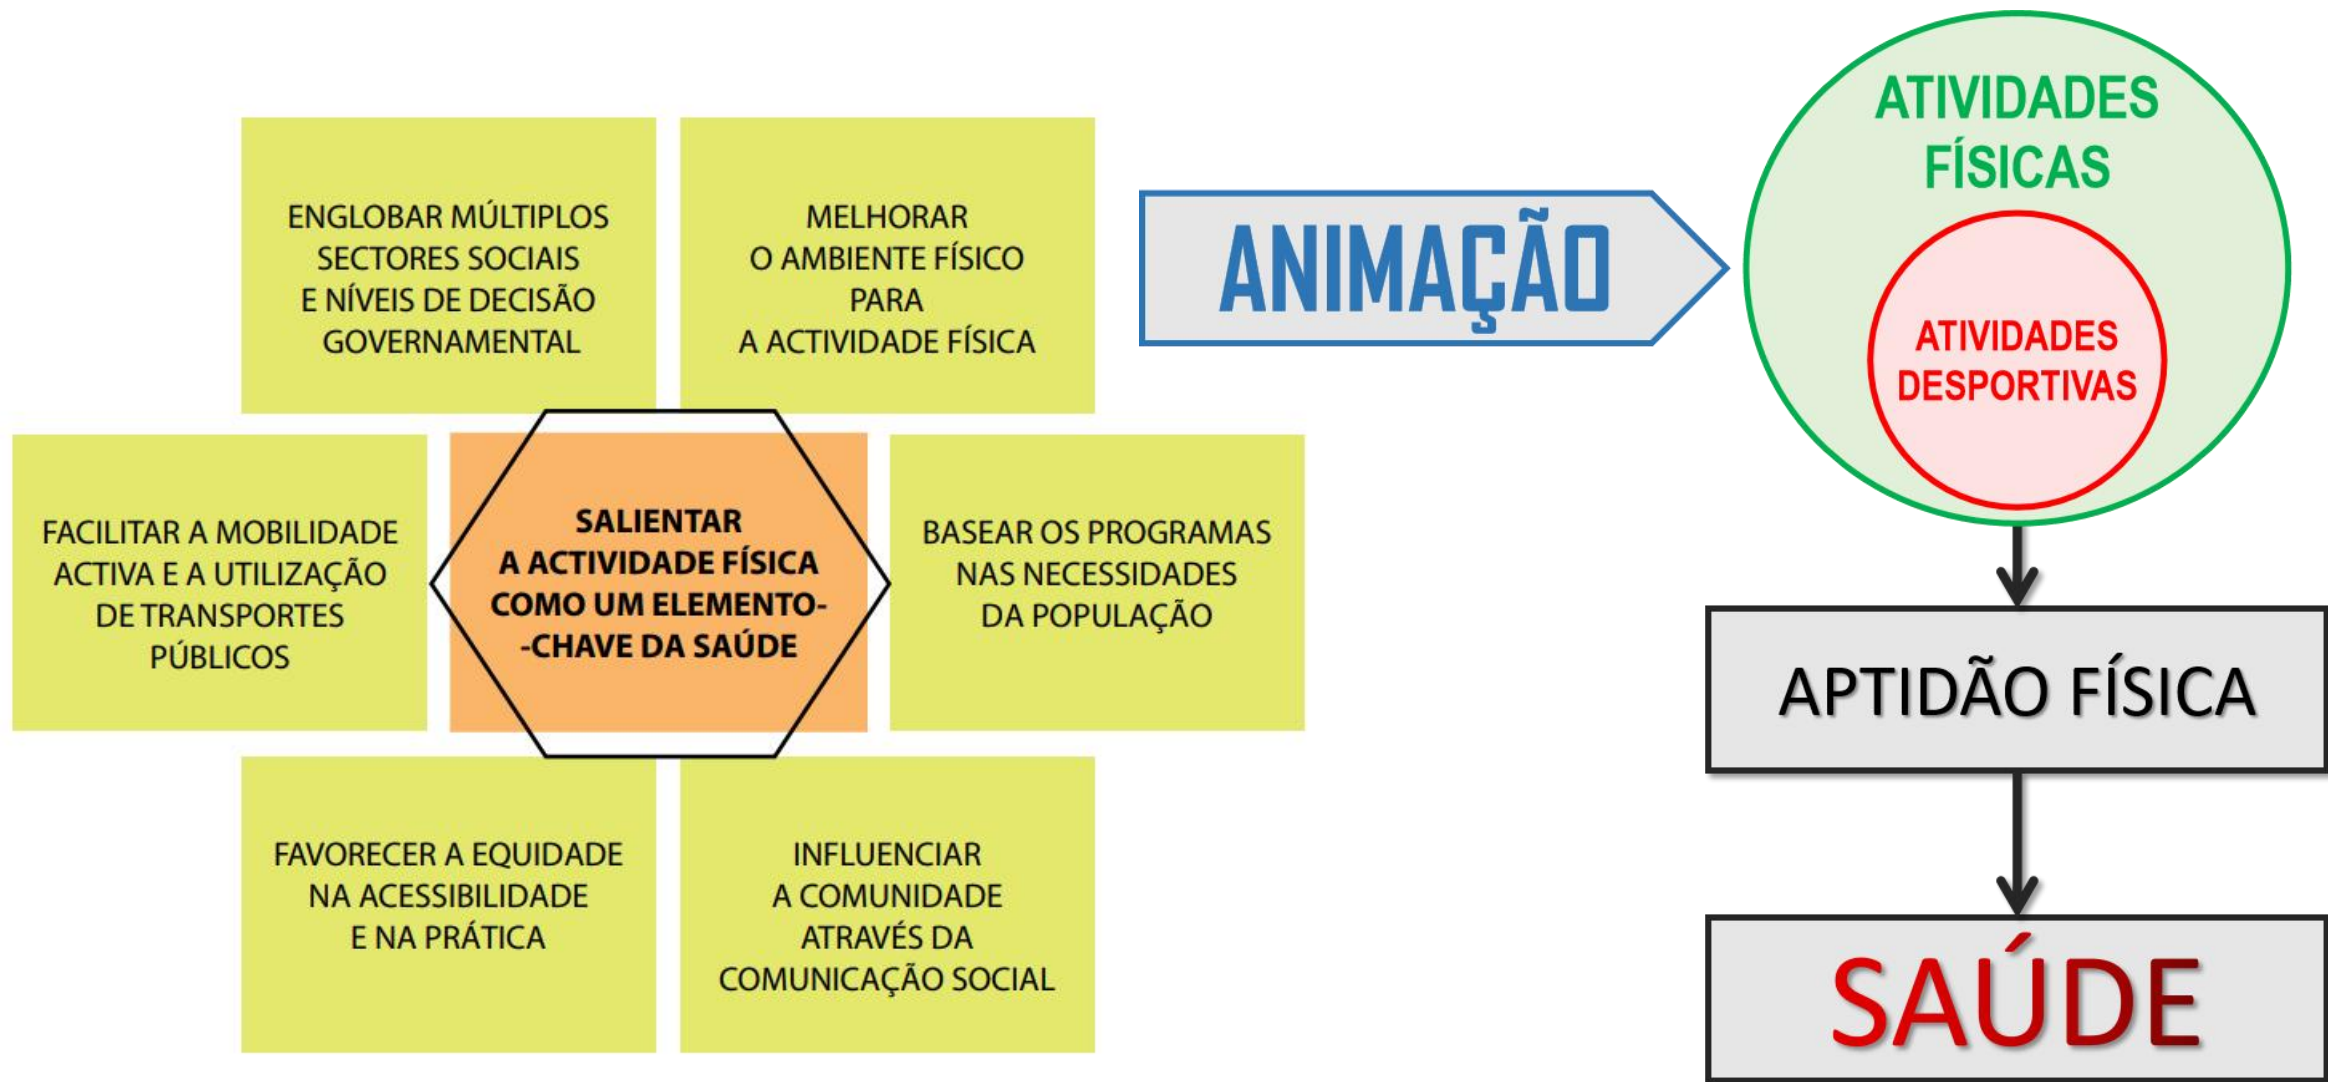 ENGLOBAR MÚLTIPLOS
SECTORES SOCIAIS
E NÍVEIS DE DECISÃO
GOVERNAMENTAL
MELHORAR
O AMBIENTE FÍSICO
PARA
A ACTIVIDADE FÍSICA
FACILITAR A MOBILIDADE
ACTIVA E A UTILIZAÇÃO
DE TRANSPORTES
PÚBLICOS
SALIENTAR
A ACTIVIDADE FÍSICA
COMO UM ELEMENTO-
-CHAVE DA SAÚDE
BASEAR OS PROGRAMAS
NAS NECESSIDADES
DA POPULAÇÃO
FAVORECER A EQUIDADE
NA ACESSIBILIDADE
E NA PRÁTICA
INFLUENCIAR
A COMUNIDADE
ATRAVÉS DA
COMUNICAÇÃO SOCIAL
ANIMAÇÃO
ATIVIDADES
FÍSICAS
ATIVIDADES
DESPORTIVAS
APTIDÃO FÍSICA
SAÚDE